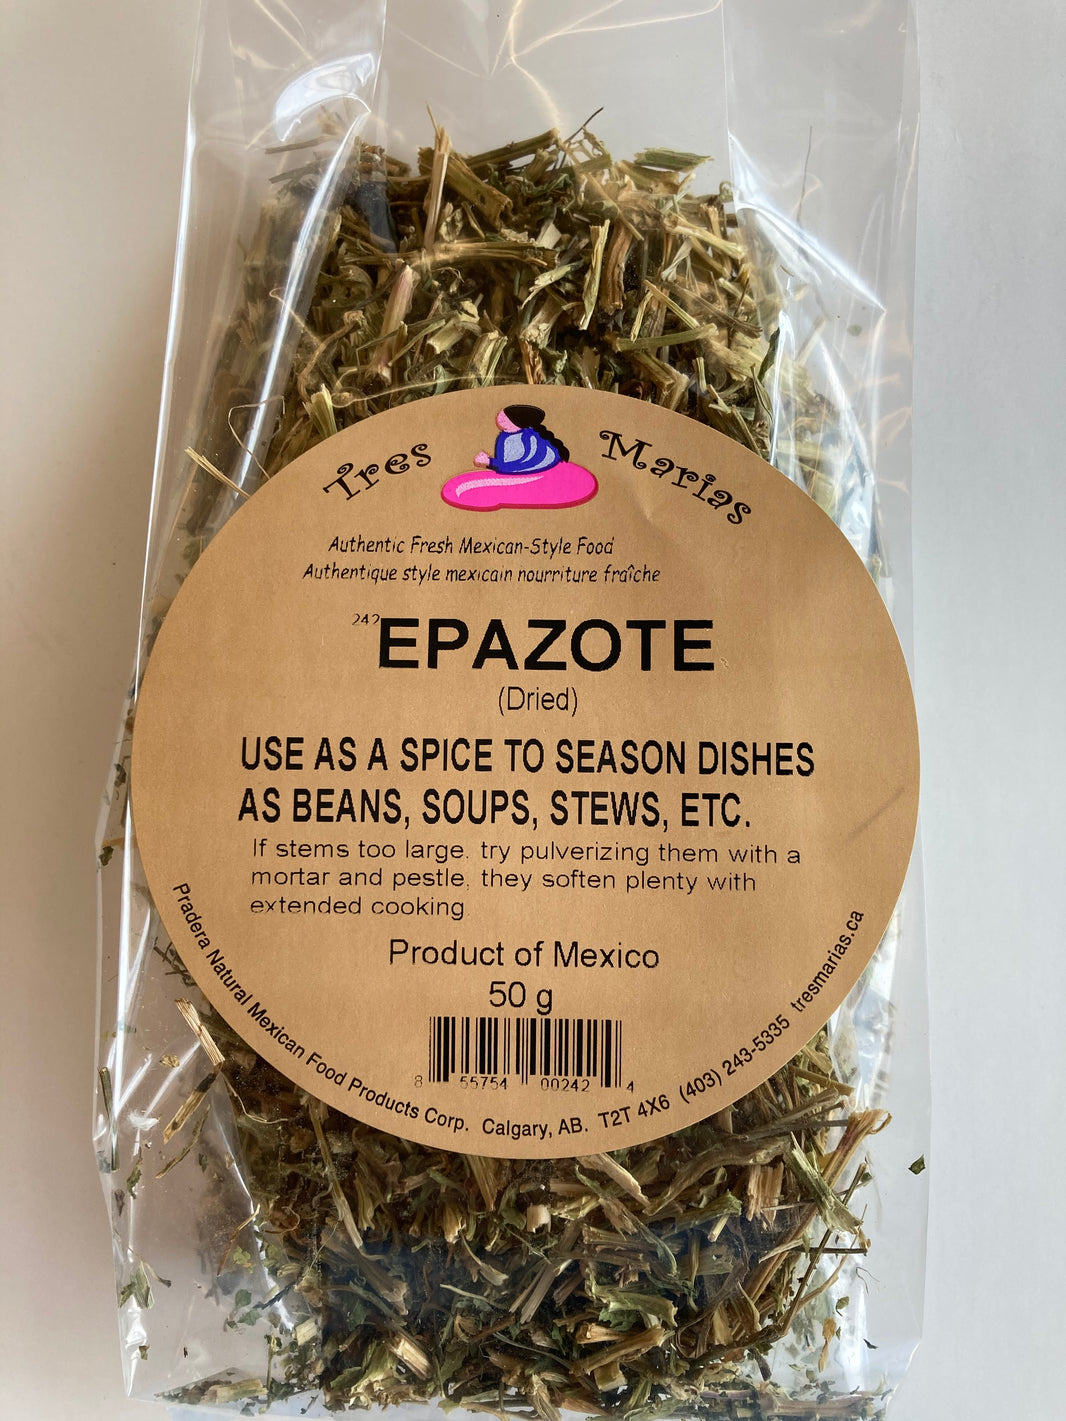 Tres Marias
Authentic Fresh Mexican-Style Food
Authentique style mexicain nourriture fraîche
242
EPAZOTE
(Dried)
USE AS A SPICE TO SEASON DISHES
AS BEANS, SOUPS, STEWS, ETC.
If stems too large, try pulverizing them with a
mortar and pestle, they soften plenty with
extended cooking
Product of Mexico
50 g
8 55754 00242 4
Pradera Natural Mexican Food Products Corp. Calgary, AB. T2T 4X6 (403) 243-5335 tresmarias.ca